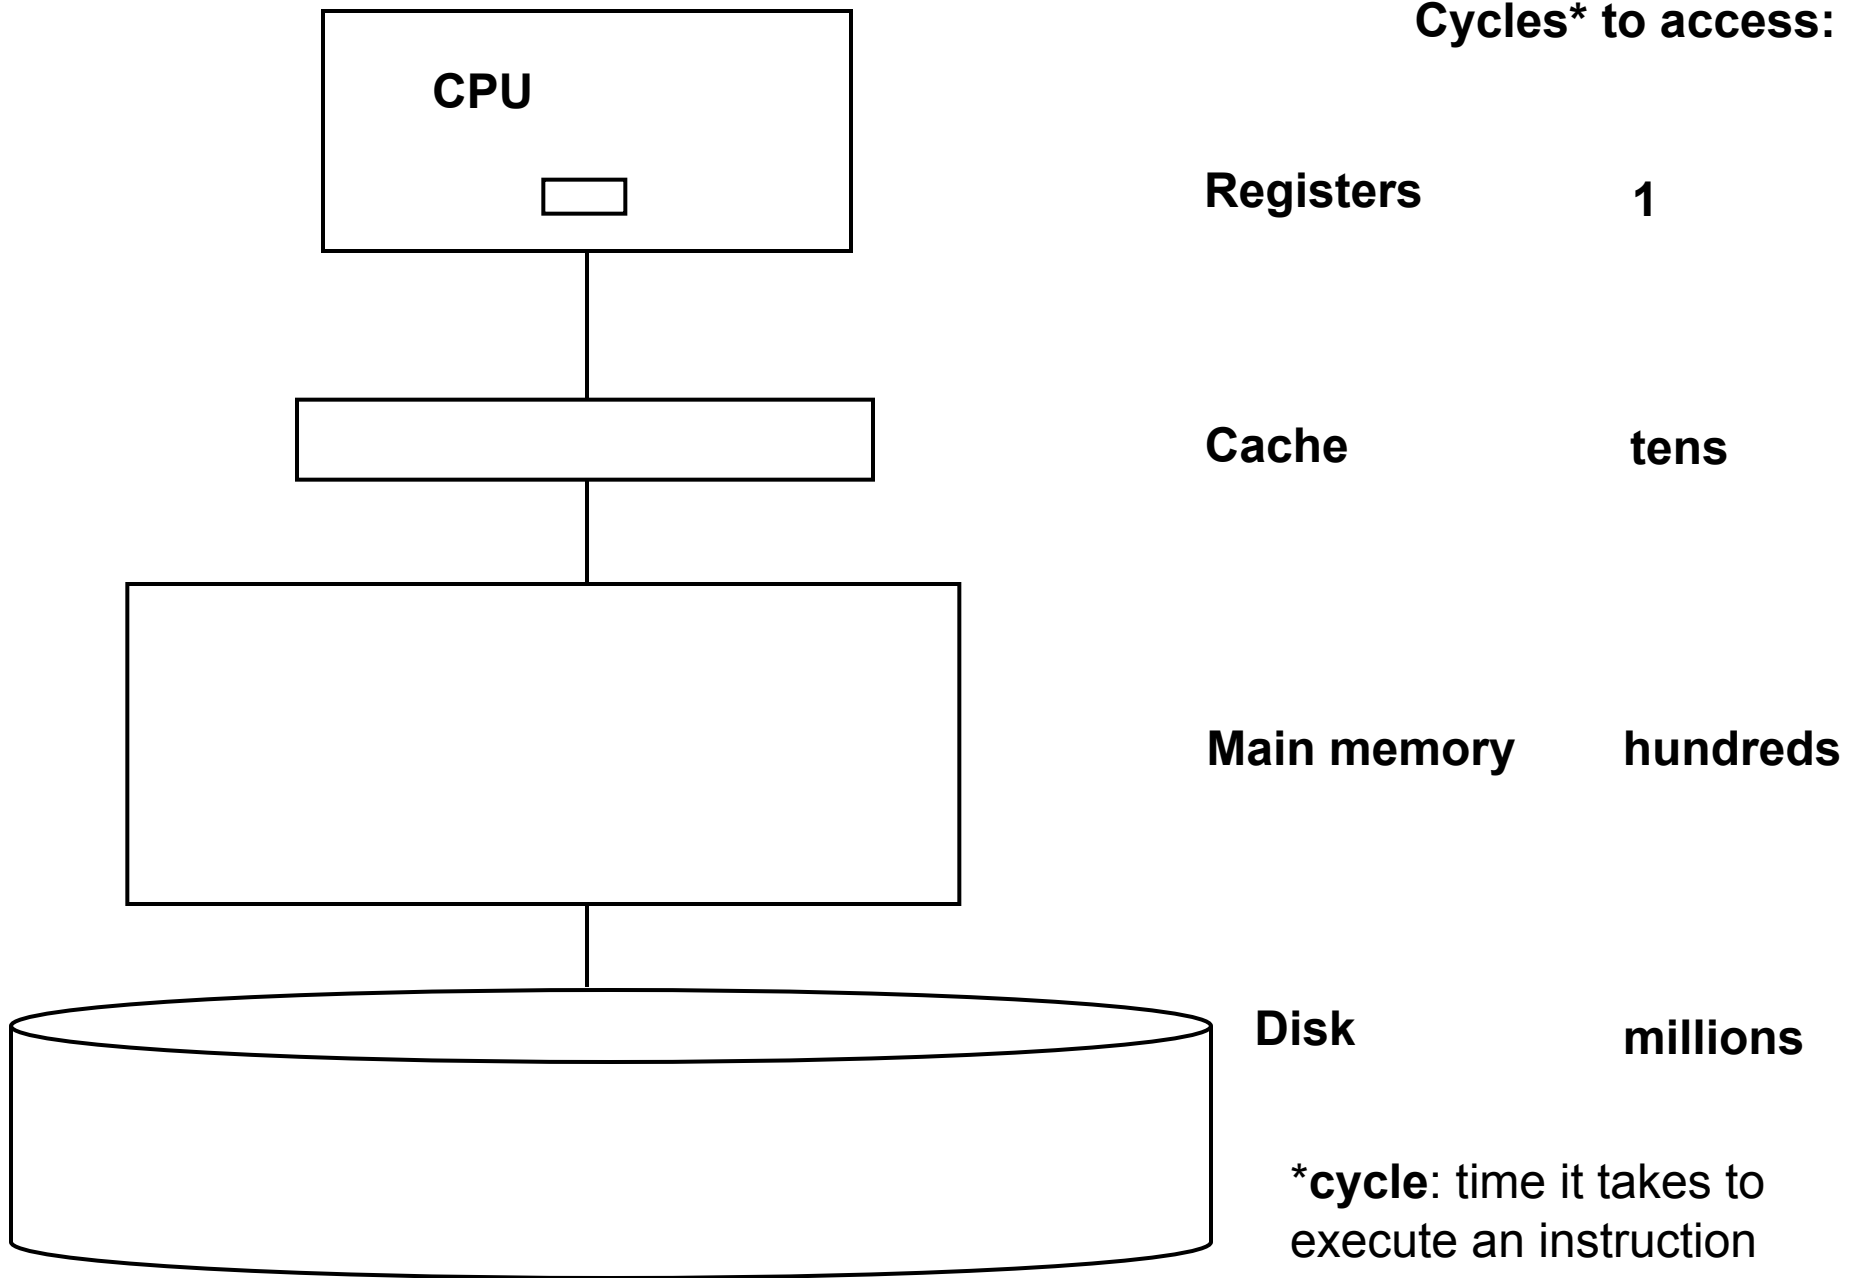 Cycles* to access:
CPU
Registers 1
Cache tens
Main memory hundreds
Disk millions
*cycle: time it takes to
execute an instruction